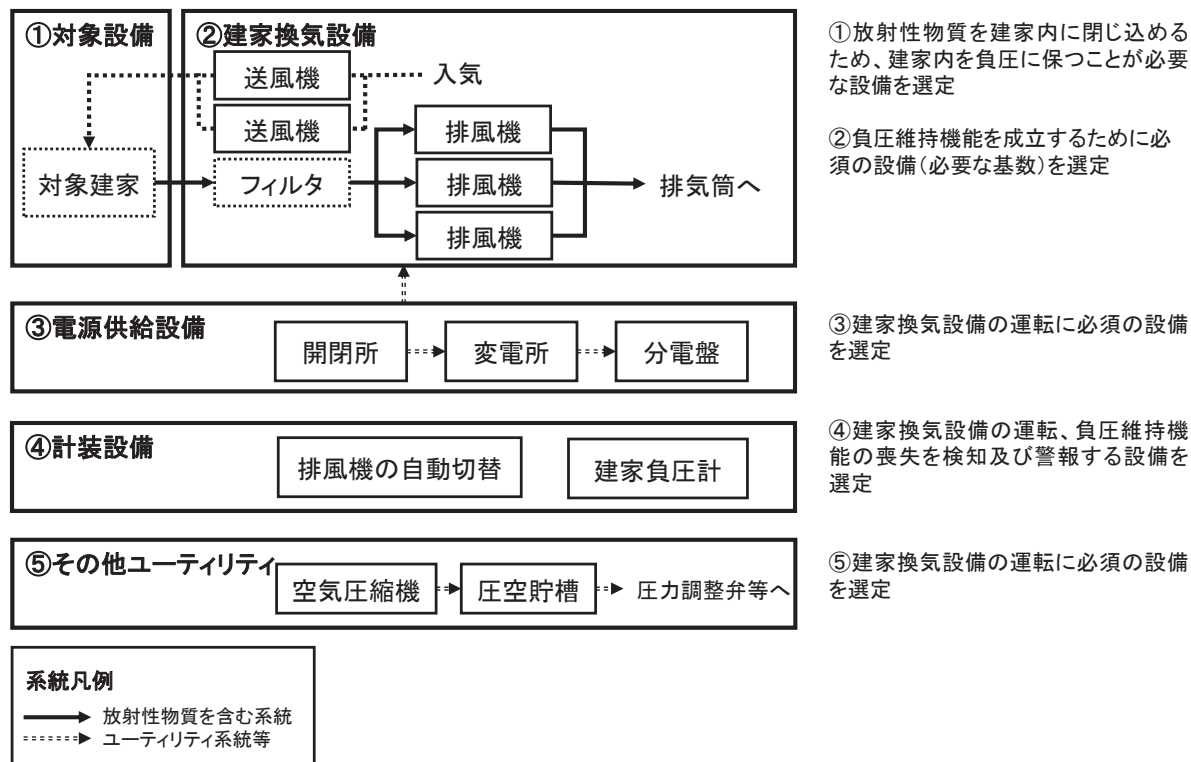 ①対象設備
②建家換気設備
送風機
入気
送風機
排風機
対象建家
フィルタ
排風機
排気筒へ
排風機
①放射性物質を建家内に閉じ込める
ため、建家内を負圧に保つことが必要
な設備を選定
②負圧維持機能を成立するために必
須の設備(必要な基数)を選定
③電源供給設備
開閉所
変電所
分電盤
③建家換気設備の運転に必須の設備
を選定
④計装設備
排風機の自動切替
建家負圧計
④建家換気設備の運転、負圧維持機
能の喪失を検知及び警報する設備を
選定
⑤その他ユーティリティ
空気圧縮機
圧空貯槽
圧力調整弁等へ
⑤建家換気設備の運転に必須の設備
を選定
系統凡例
放射性物質を含む系統
ユーティリティ系統等